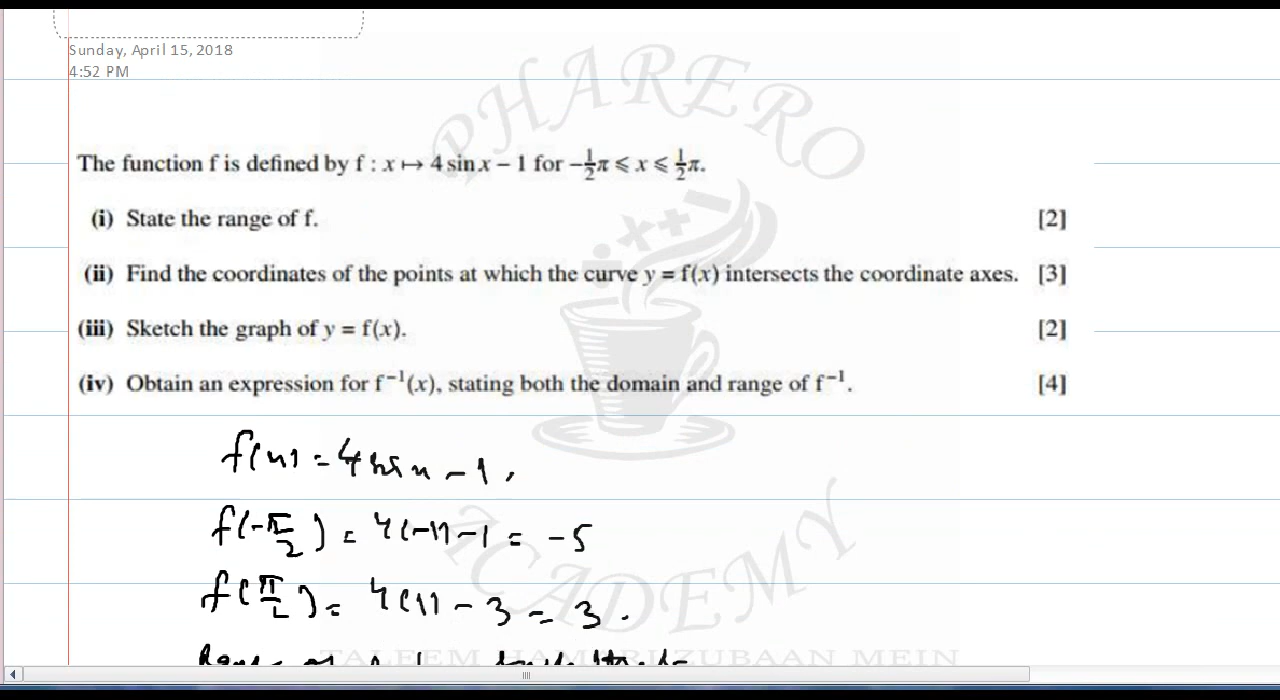 Sunday, April 15, 2018
4:52 PM
PHARERO
The function f is defined by f : x ↦ 4 sin x − 1 for −½π ⩽ x ⩽ ½π.
(i) State the range of f. [2]
(ii) Find the coordinates of the points at which the curve y = f(x) intersects the coordinate axes. [3]
(iii) Sketch the graph of y = f(x). [2]
(iv) Obtain an expression for f⁻¹(x), stating both the domain and range of f⁻¹. [4]
f(x) = 4 sin x − 1,
f(−π/2) = 4(−1) − 1 = −5
f(π/2) = 4(1) − 3 = 3.
ACADEMY
TALEEM HAMARI ZUBAAN MEIN